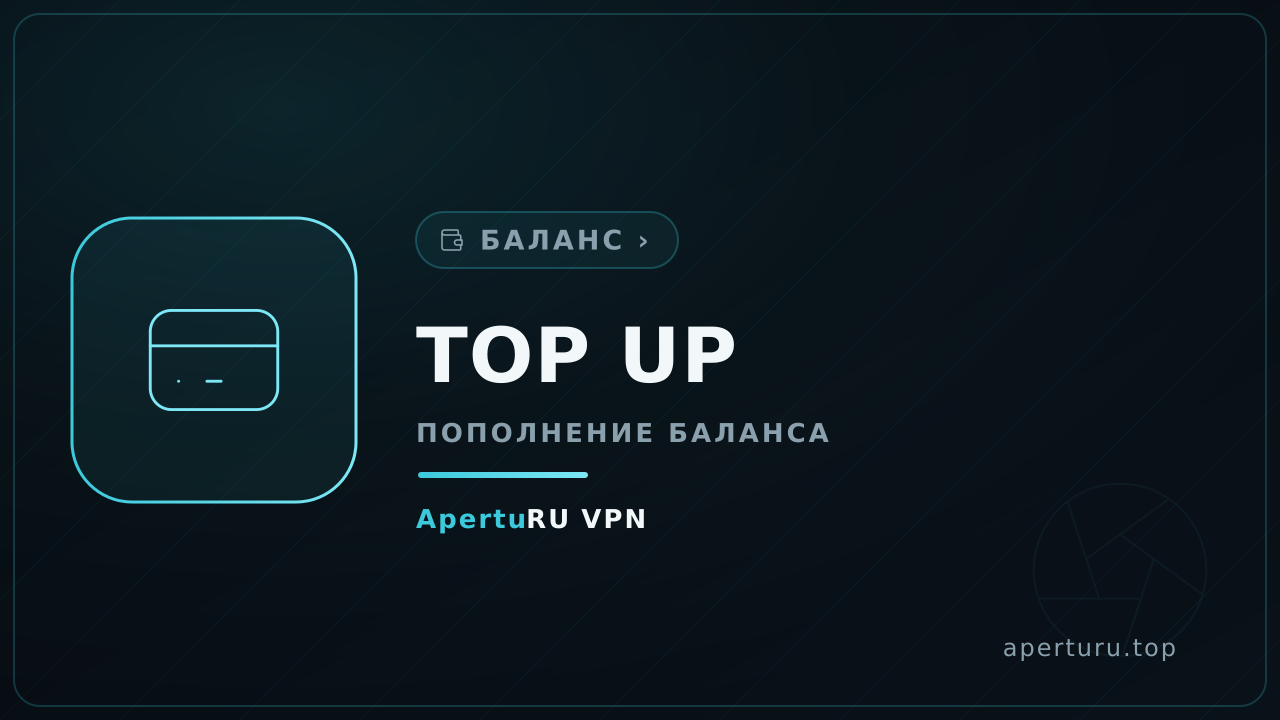 БАЛАНС ›
TOP UP
ПОПОЛНЕНИЕ БАЛАНСА
ApertuRU VPN
aperturu.top